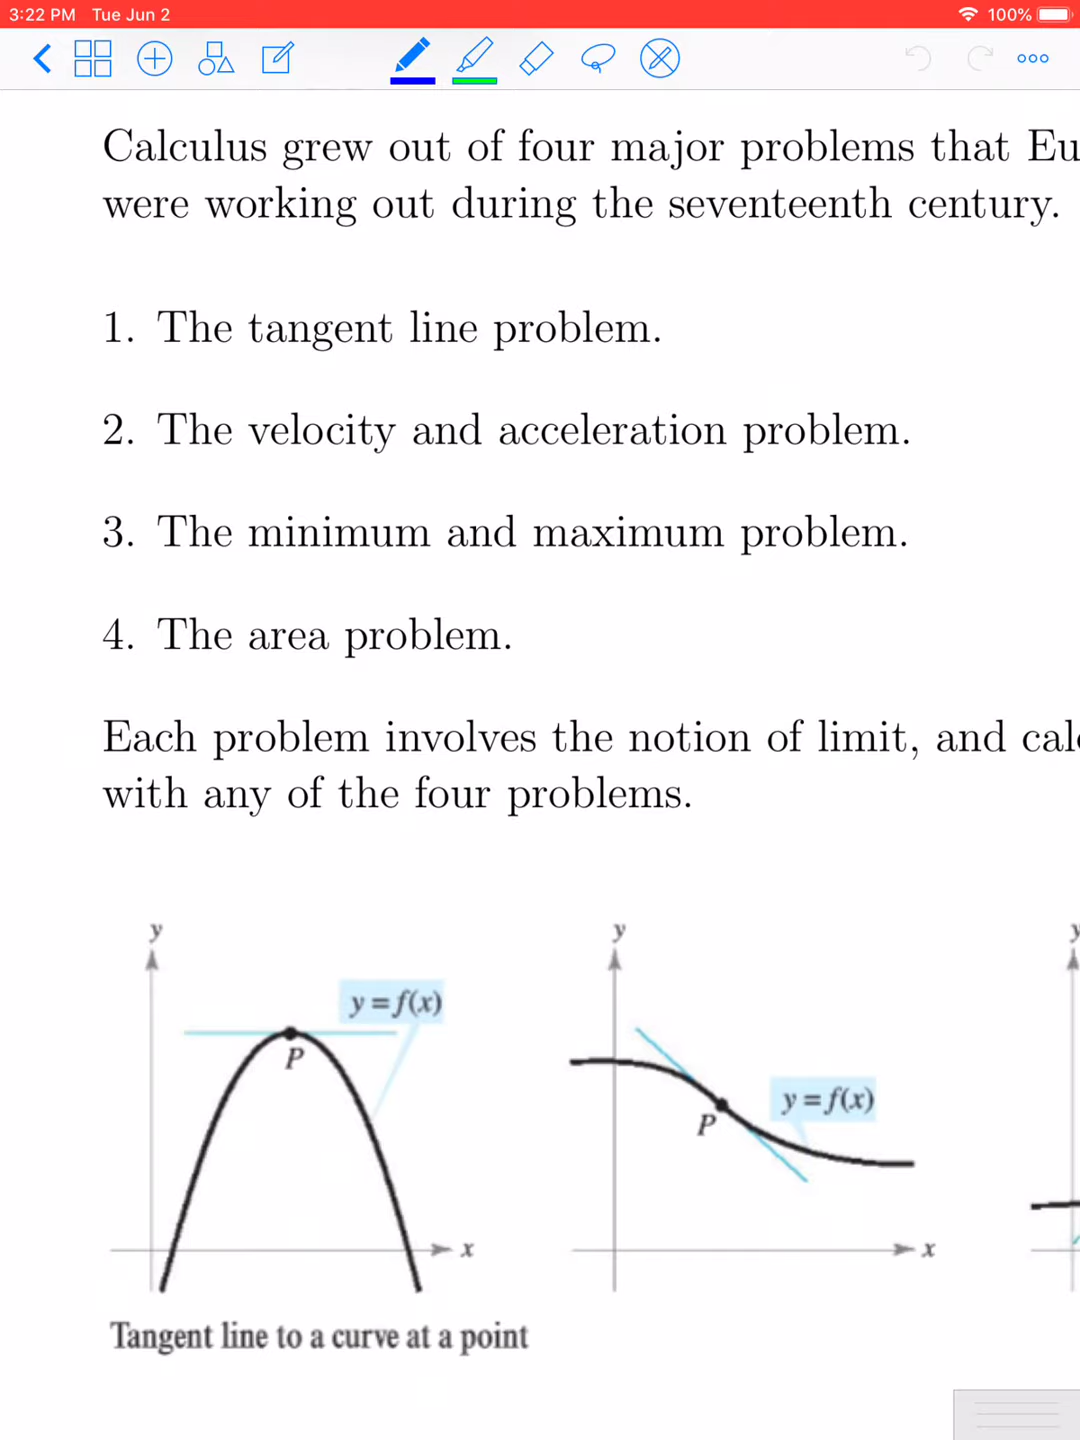 3:22 PM Tue Jun 2 100%
Calculus grew out of four major problems that Eu
were working out during the seventeenth century.
1. The tangent line problem.
2. The velocity and acceleration problem.
3. The minimum and maximum problem.
4. The area problem.
Each problem involves the notion of limit, and calc
with any of the four problems.
y y y
y = f(x)
P
y = f(x)
P
x x
Tangent line to a curve at a point